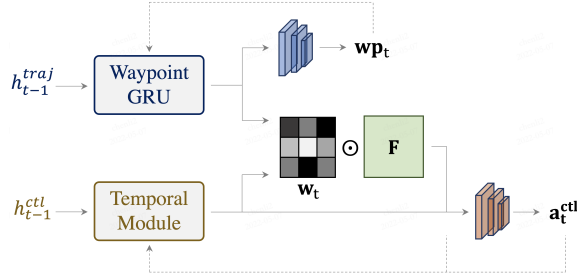 h_{t-1}^{traj}
Waypoint
GRU
wp_t
w_t
⊙
F
h_{t-1}^{ctl}
Temporal
Module
a_t^{ctl}